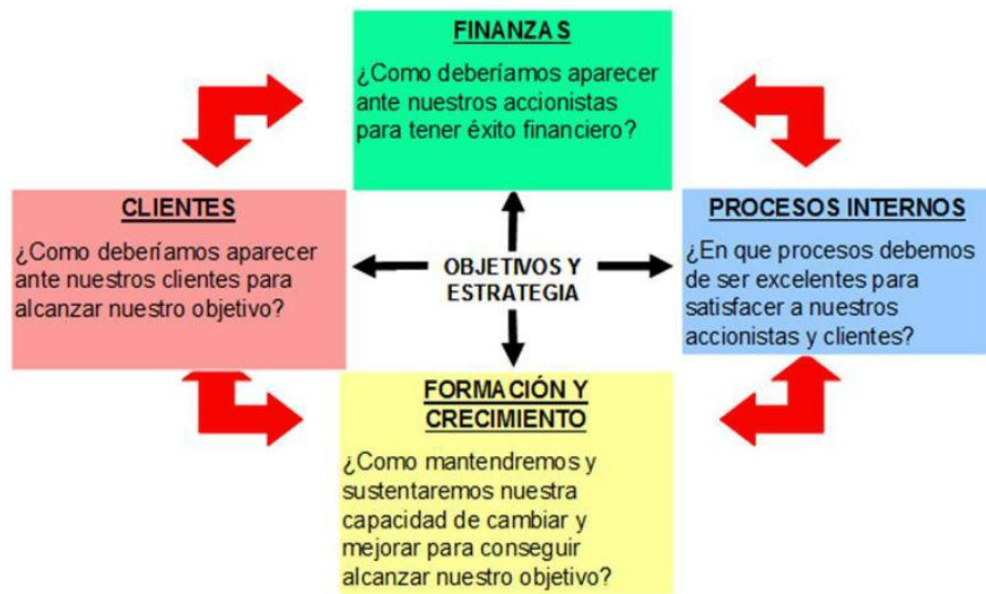 FINANZAS
¿Como deberíamos aparecer
ante nuestros accionistas
para tener éxito financiero?
CLIENTES
¿Como deberíamos aparecer
ante nuestros clientes para
alcanzar nuestro objetivo?
OBJETIVOS Y
ESTRATEGIA
PROCESOS INTERNOS
¿En que procesos debemos
de ser excelentes para
satisfacer a nuestros
accionistas y clientes?
FORMACIÓN Y
CRECIMIENTO
¿Como mantendremos y
sustentaremos nuestra
capacidad de cambiar y
mejorar para conseguir
alcanzar nuestro objetivo?